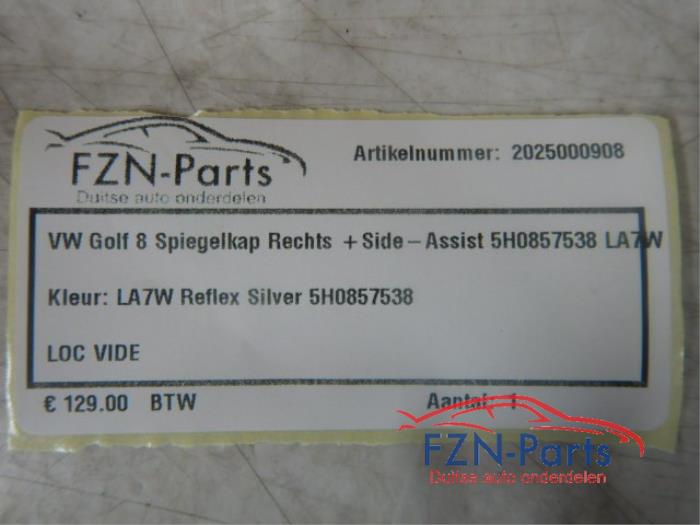 FZN-Parts
Duitse auto onderdelen
Artikelnummer: 2025000908
VW Golf 8 Spiegelkap Rechts + Side - Assist 5H0857538 LA7W
Kleur: LA7W Reflex Silver 5H0857538
LOC VIDE
€ 129.00 BTW
Aantal: 1
FZN-Parts
Duitse auto onderdelen